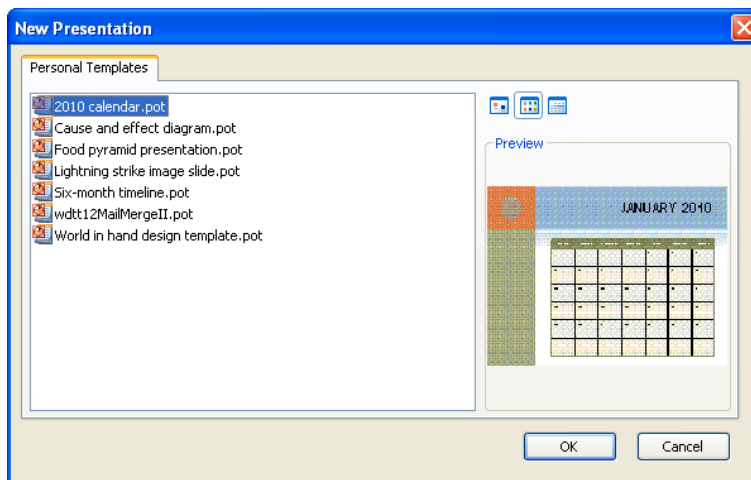 New Presentation
Personal Templates
2010 calendar.pot
Cause and effect diagram.pot
Food pyramid presentation.pot
Lightning strike image slide.pot
Six-month timeline.pot
wdtt12MailMergeII.pot
World in hand design template.pot
Preview
JANUARY 2010
OK
Cancel